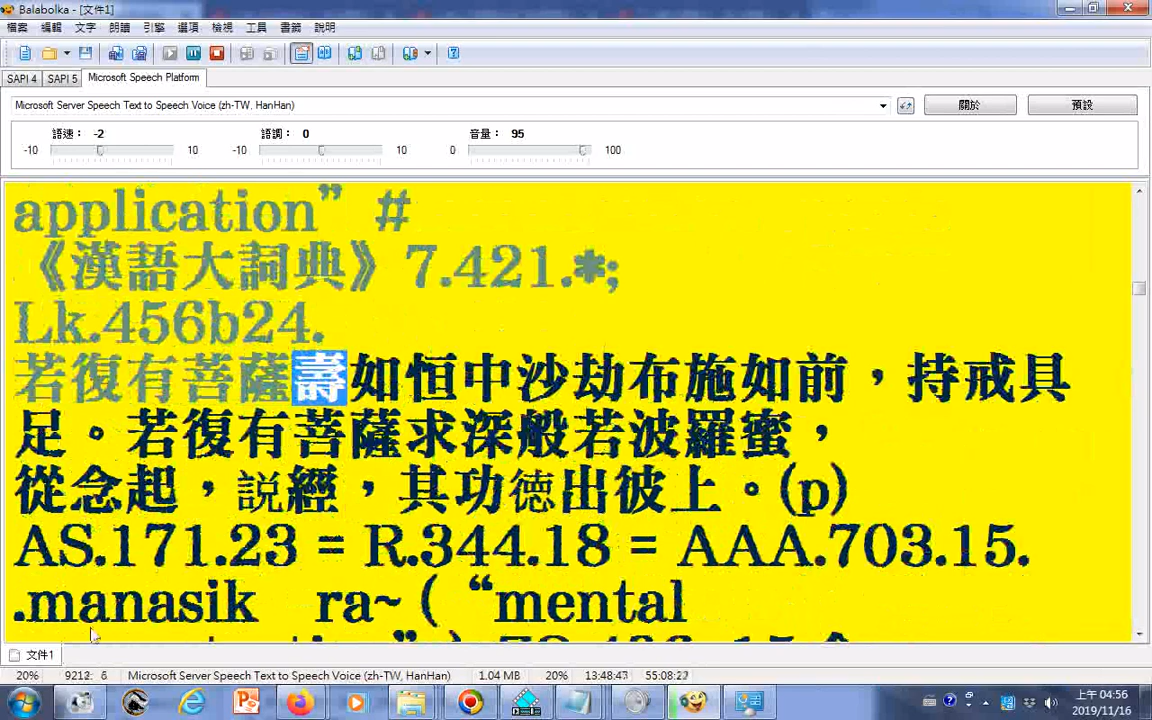 Balabolka - [文件1]
檔案 編輯 文字 朗讀 引擎 選項 檢視 工具 書籤 說明
SAPI 4 SAPI 5 Microsoft Speech Platform
Microsoft Server Speech Text to Speech Voice (zh-TW, HanHan) 關於 預設
語速： -2 語調： 0 音量： 95
-10 10 -10 10 0 100
application” #
《漢語大詞典》7.421.*;
Lk.456b24.
若復有菩薩壽如恒中沙劫布施如前，持戒具
足。若復有菩薩求深般若波羅蜜，
從念起，説經，其功徳出彼上。(p)
AS.171.23 = R.344.18 = AAA.703.15.
.manasik ra~ ( “mental
文件1
20% 9212: 6 Microsoft Server Speech Text to Speech Voice (zh-TW, HanHan) 1.04 MB 20% 13:48:47 55:08:22
上午 04:56
2019/11/16